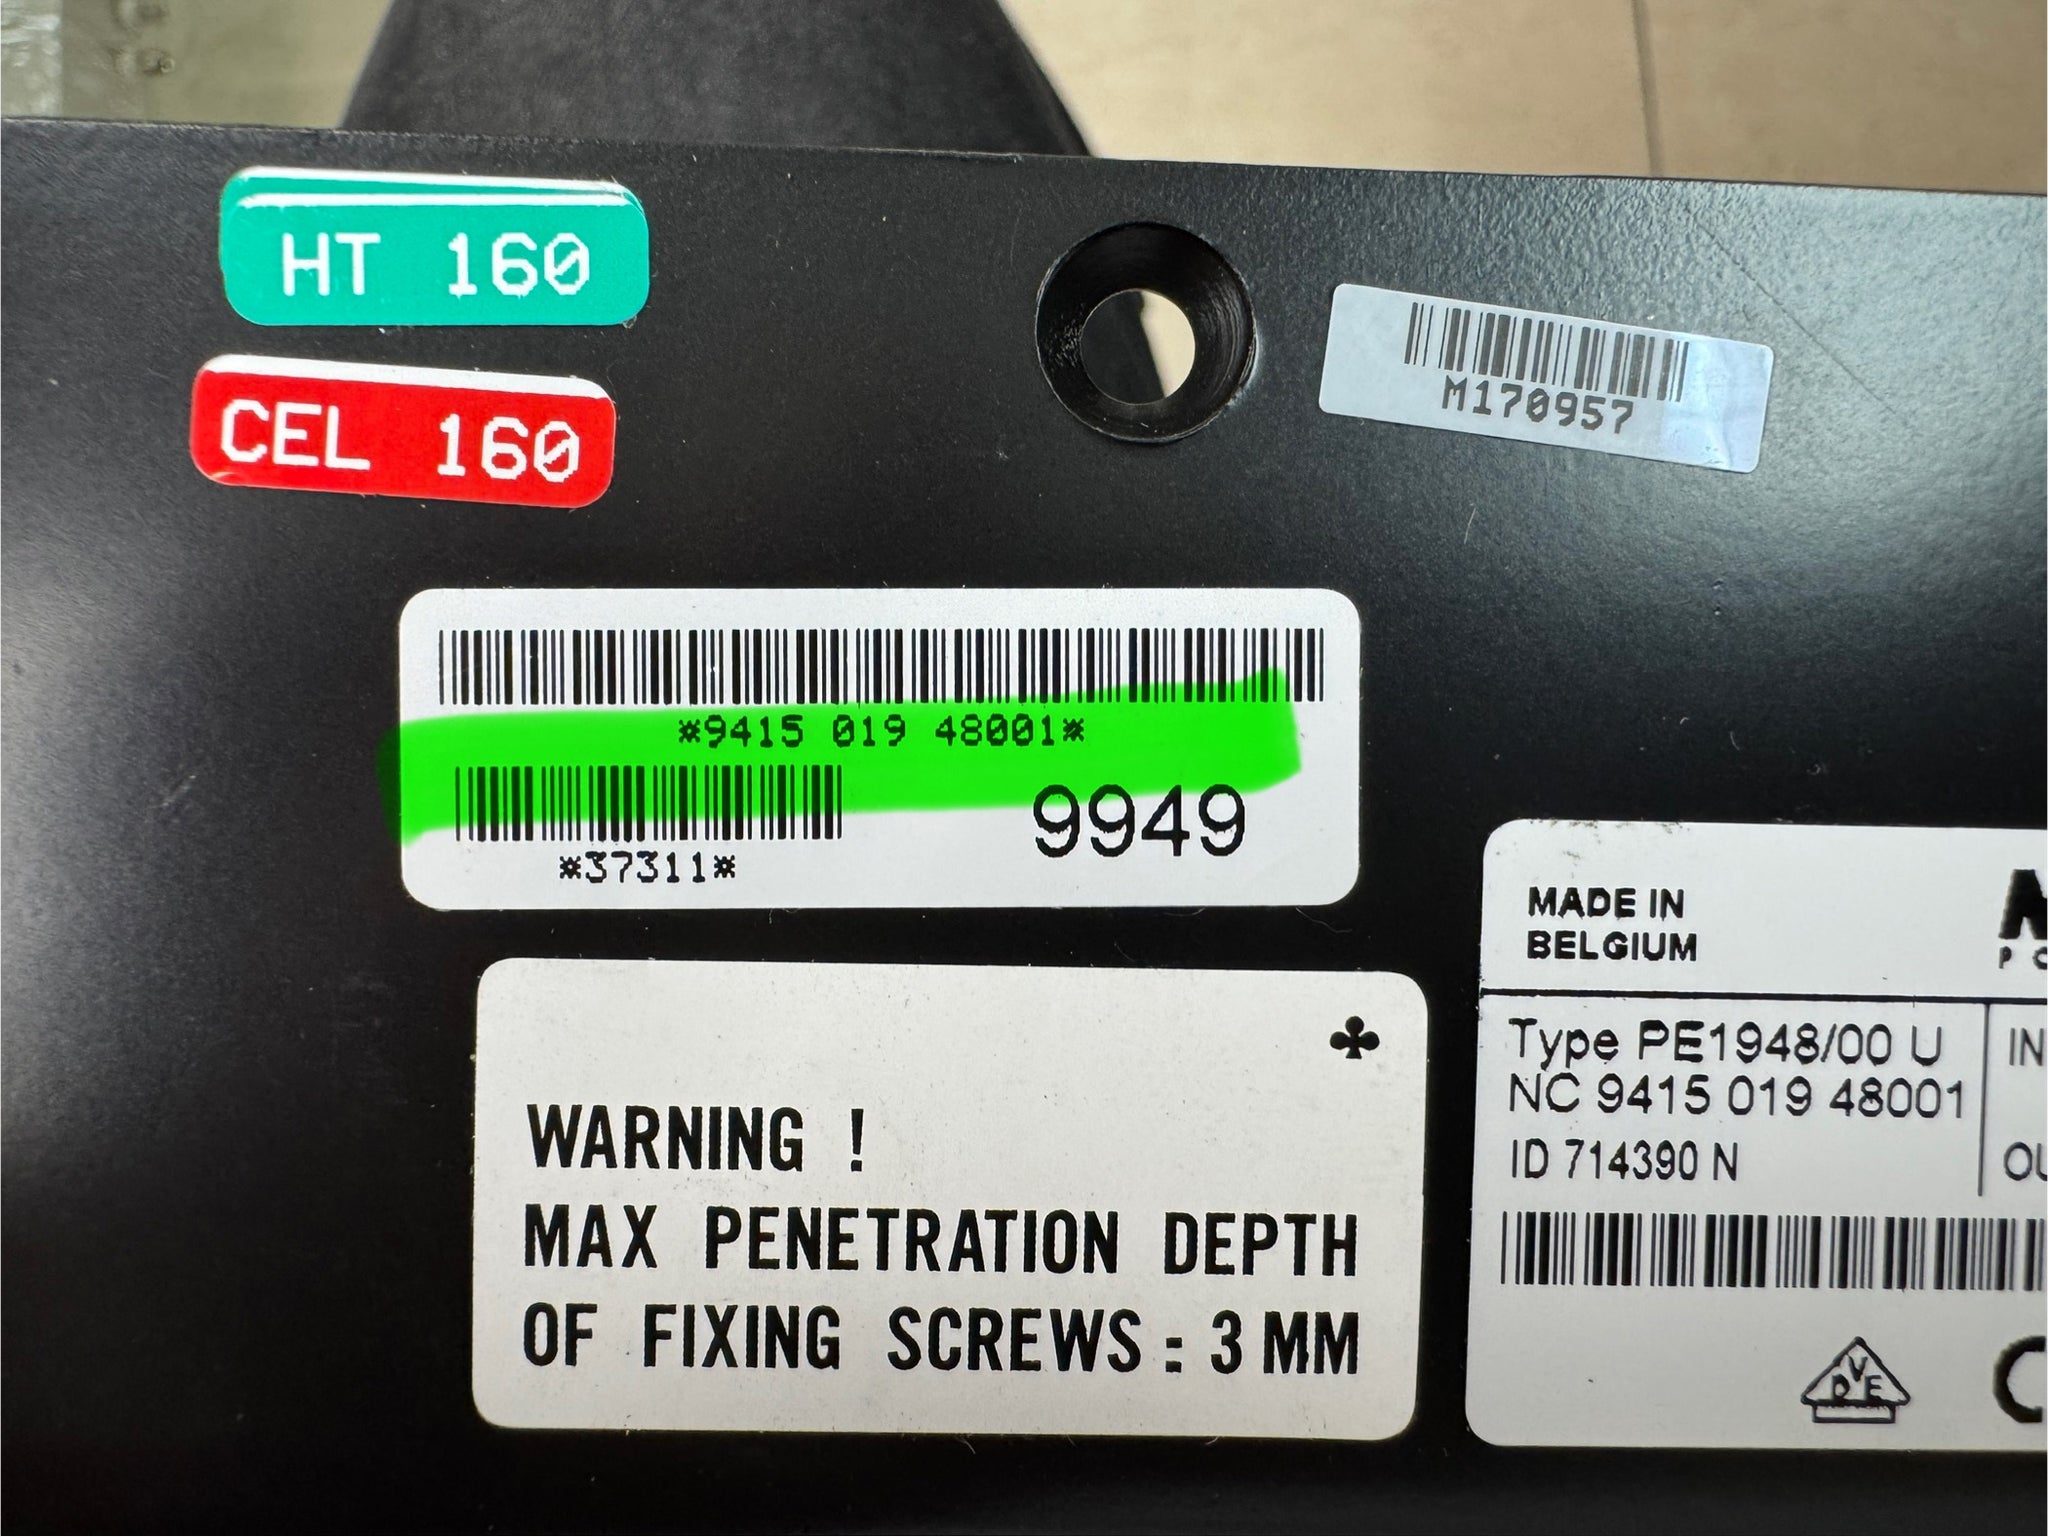 HT 160
CEL 160
M170957
*9415 019 48001*
*37311*
9949
MADE IN
BELGIUM
Type PE1948/00 U
NC 9415 019 48001
ID 714390 N
WARNING !
MAX PENETRATION DEPTH
OF FIXING SCREWS : 3 MM
DVE